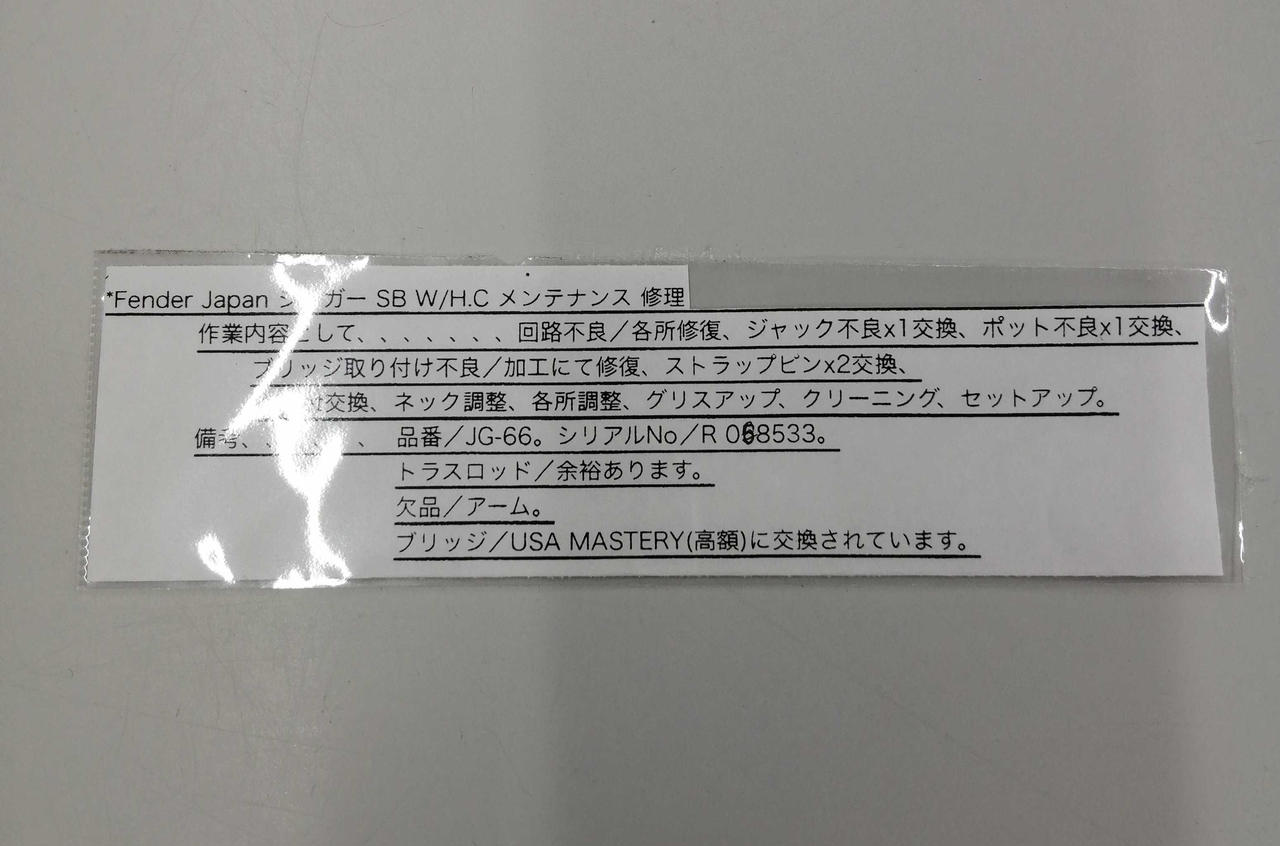 *Fender Japan ジ ガー SB W/H.C メンテナンス 修理
作業内容として、、、、、、、回路不良／各所修復、ジャック不良x1交換、ポット不良x1交換、
ブリッジ取り付け不良／加工にて修復、ストラップピンx2交換、
交換、ネック調整、各所調整、グリスアップ、クリーニング、セットアップ。
備考、、、、、 品番／JG-66。シリアルNo／R 068533。
トラスロッド／余裕あります。
欠品／アーム。
ブリッジ／USA MASTERY(高額)に交換されています。